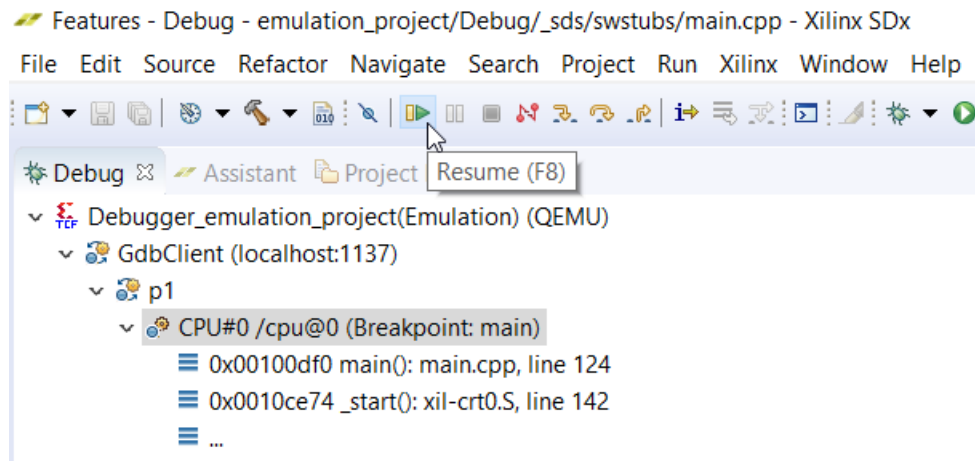 Features - Debug - emulation_project/Debug/_sds/swstubs/main.cpp - Xilinx SDx
File Edit Source Refactor Navigate Search Project Run Xilinx Window Help
010
Debug Assistant Project Resume (F8)
TCF Debugger_emulation_project(Emulation) (QEMU)
GdbClient (localhost:1137)
p1
CPU#0 /cpu@0 (Breakpoint: main)
0x00100df0 main(): main.cpp, line 124
0x0010ce74 _start(): xil-crt0.S, line 142
...